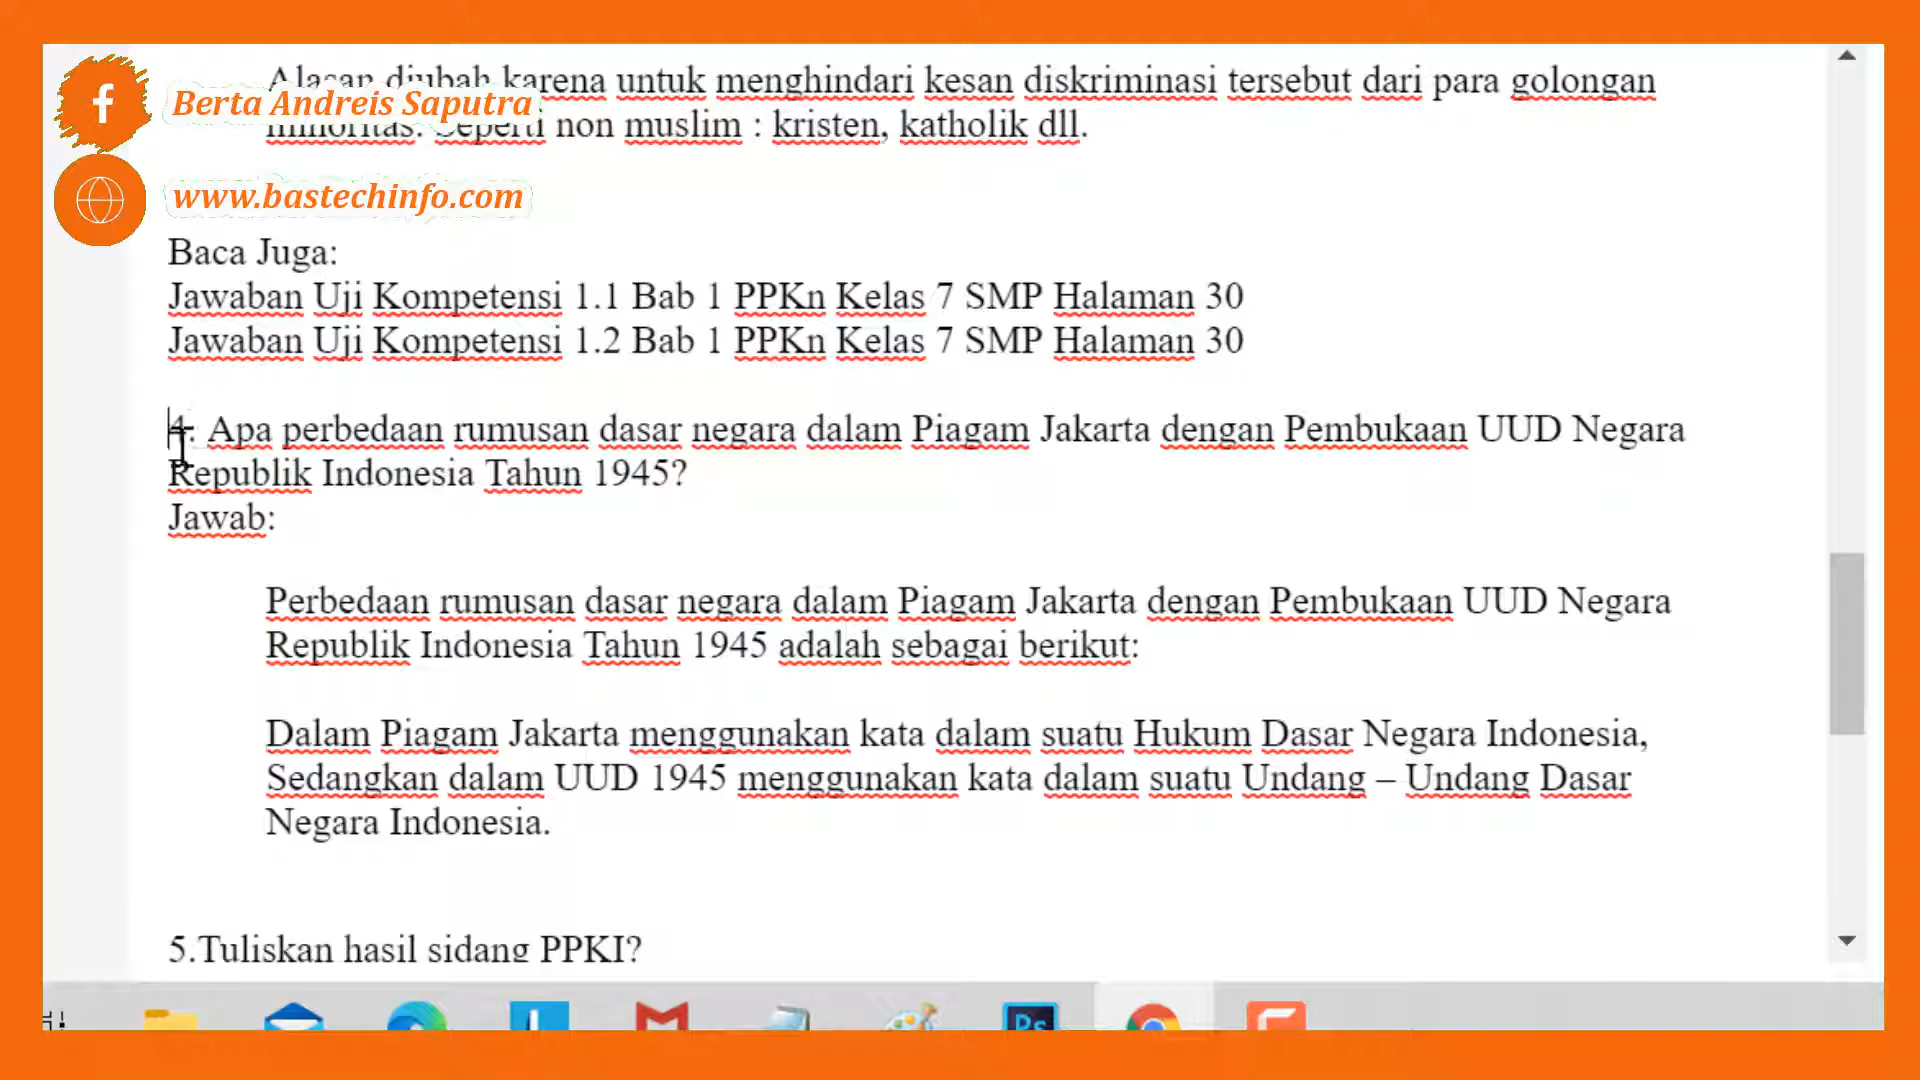 Alasan diubah karena untuk menghindari kesan diskriminasi tersebut dari para golongan
Berta Andreis Saputra
minoritas. Seperti non muslim : kristen, katholik dll.
www.bastechinfo.com
Baca Juga:
Jawaban Uji Kompetensi 1.1 Bab 1 PPKn Kelas 7 SMP Halaman 30
Jawaban Uji Kompetensi 1.2 Bab 1 PPKn Kelas 7 SMP Halaman 30
4. Apa perbedaan rumusan dasar negara dalam Piagam Jakarta dengan Pembukaan UUD Negara
Republik Indonesia Tahun 1945?
Jawab:
Perbedaan rumusan dasar negara dalam Piagam Jakarta dengan Pembukaan UUD Negara
Republik Indonesia Tahun 1945 adalah sebagai berikut:
Dalam Piagam Jakarta menggunakan kata dalam suatu Hukum Dasar Negara Indonesia,
Sedangkan dalam UUD 1945 menggunakan kata dalam suatu Undang – Undang Dasar
Negara Indonesia.
5.Tuliskan hasil sidang PPKI?
Ps